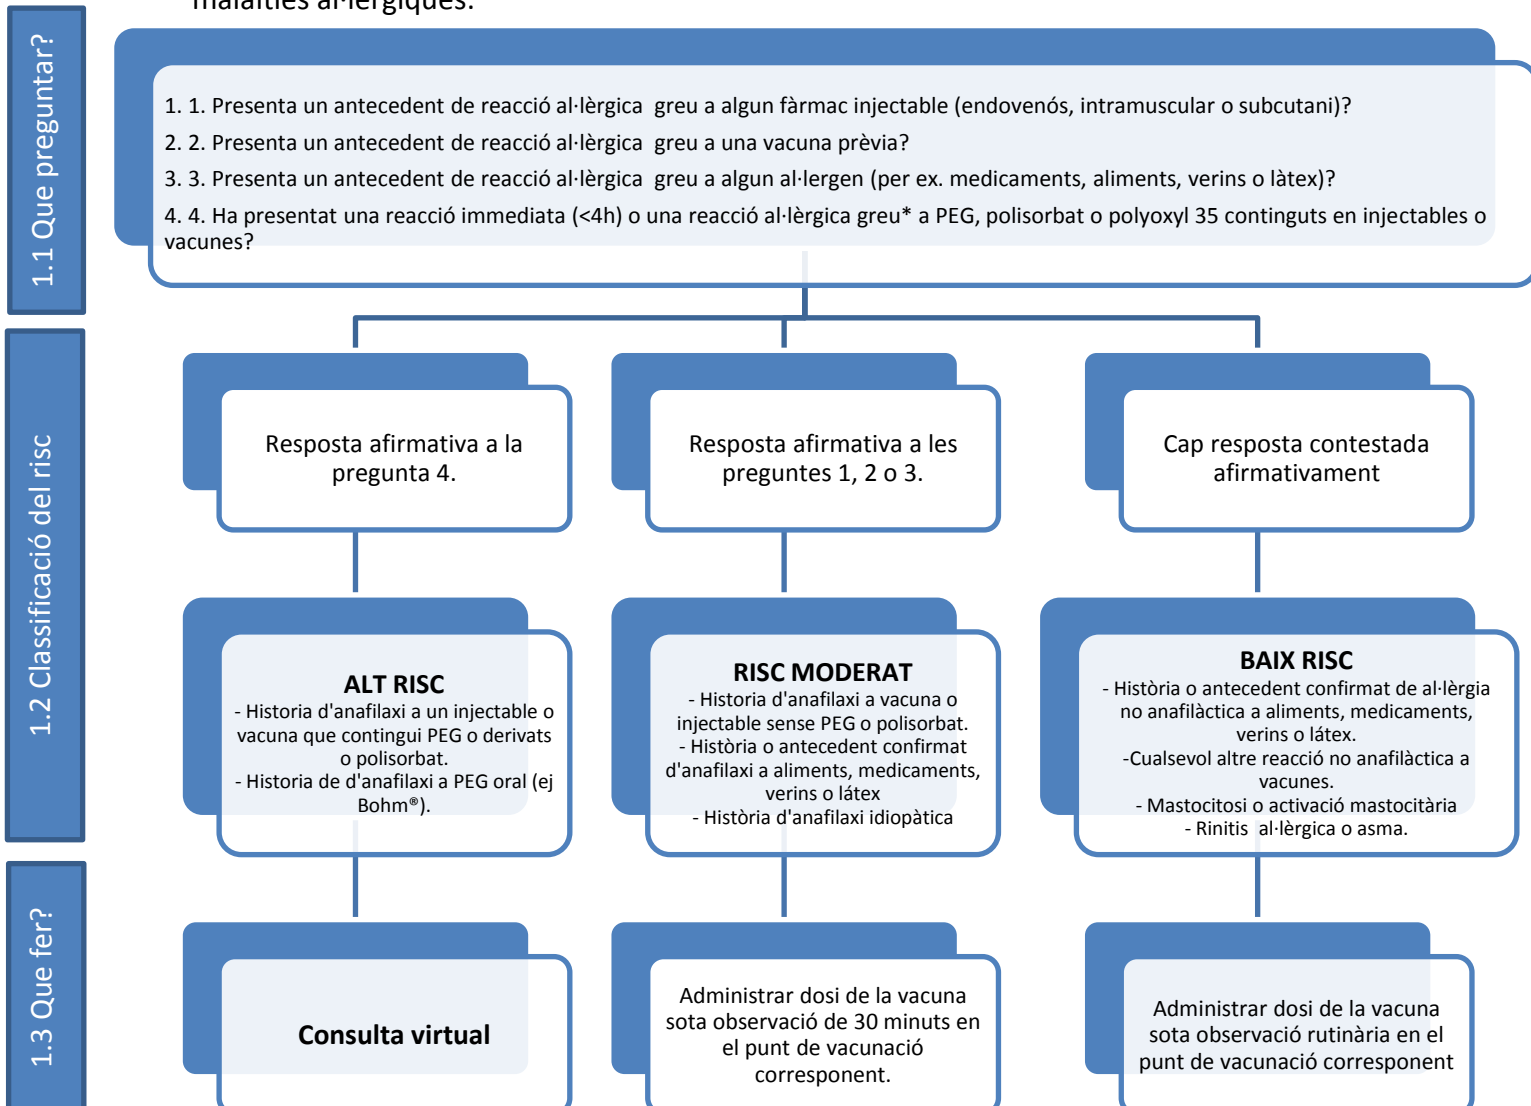 malalties al·lèrgiques.
1.1 Que preguntar?
1. 1. Presenta un antecedent de reacció al·lèrgica  greu a algun fàrmac injectable (endovenós, intramuscular o subcutani)?
2. 2. Presenta un antecedent de reacció al·lèrgica  greu a una vacuna prèvia?
3. 3. Presenta un antecedent de reacció al·lèrgica  greu a algun al·lergen (per ex. medicaments, aliments, verins o làtex)?
4. 4. Ha presentat una reacció immediata (<4h) o una reacció al·lèrgica greu* a PEG, polisorbat o polyoxyl 35 continguts en injectables o
vacunes?
1.2 Classificació del risc
Resposta afirmativa a la
pregunta 4.
Resposta afirmativa a les
preguntes 1, 2 o 3.
Cap resposta contestada
afirmativament
ALT RISC
- Historia d'anafilaxi a un injectable o
vacuna que contingui PEG o derivats
o polisorbat.
- Historia de d'anafilaxi a PEG oral (ej
Bohm®).
RISC MODERAT
- Historia d'anafilaxi a vacuna o
injectable sense PEG o polisorbat.
- Història o antecedent confirmat
d'anafilaxi a aliments, medicaments,
verins o látex
- Història d'anafilaxi idiopàtica
BAIX RISC
- Història o antecedent confirmat de al·lèrgia
no anafilàctica a aliments, medicaments,
verins o látex.
-Cualsevol altre reacció no anafilàctica a
vacunes.
- Mastocitosi o activació mastocitària
- Rinitis  al·lèrgica o asma.
1.3 Que fer?
Consulta virtual
Administrar dosi de la vacuna
sota observació de 30 minuts en
el punt de vacunació
corresponent.
Administrar dosi de la vacuna
sota observació rutinària en el
punt de vacunació corresponent